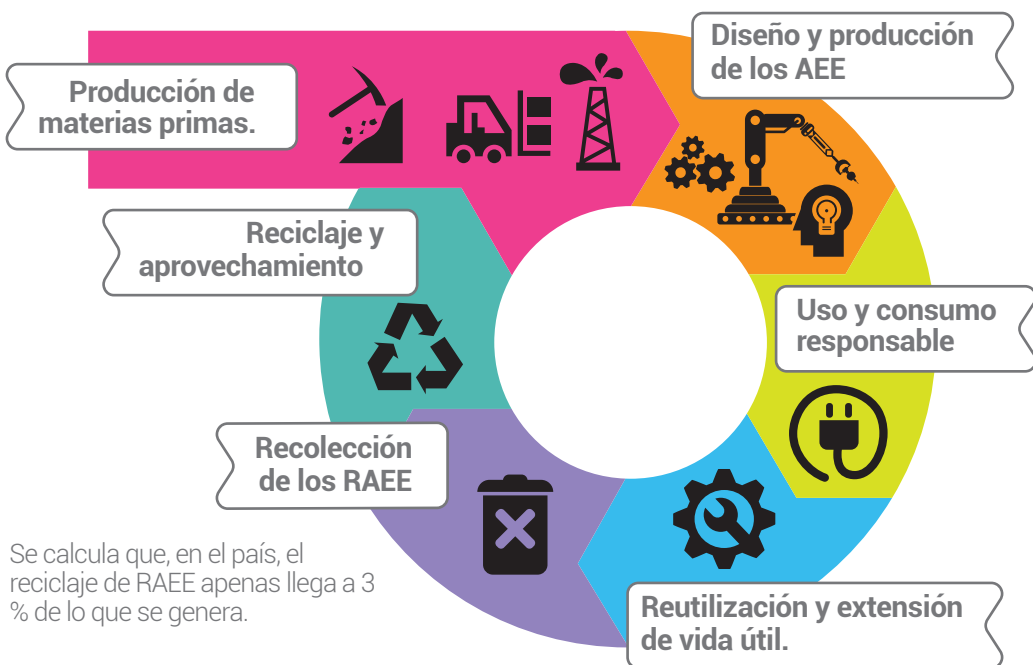 Producción de
materias primas.
Diseño y producción
de los AEE
Uso y consumo
responsable
Reutilización y extensión
de vida útil.
Recolección
de los RAEE
Reciclaje y
aprovechamiento
Se calcula que, en el país, el
reciclaje de RAEE apenas llega a 3
% de lo que se genera.